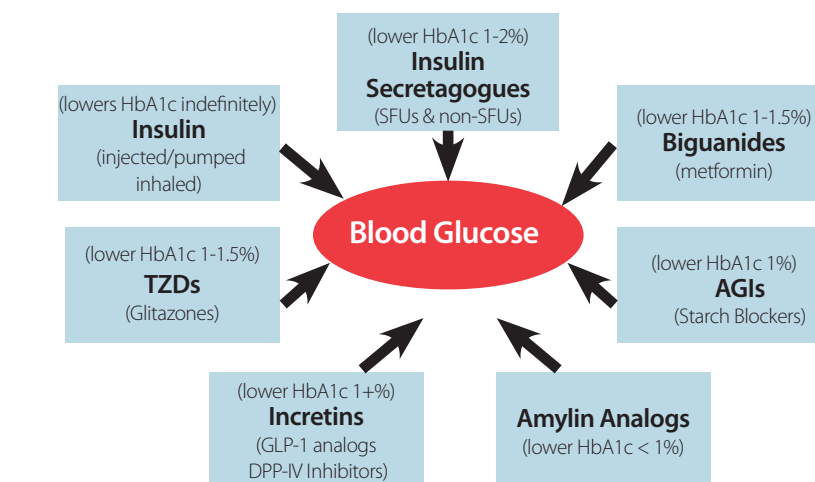 (lower HbA1c 1-2%)
Insulin
Secretagogues
(SFUs & non-SFUs)
(lowers HbA1c indefinitely)
Insulin
(injected/pumped
inhaled)
(lower HbA1c 1-1.5%)
Biguanides
(metformin)
Blood Glucose
(lower HbA1c 1-1.5%)
TZDs
(Glitazones)
(lower HbA1c 1%)
AGIs
(Starch Blockers)
(lower HbA1c 1+%)
Incretins
(GLP-1 analogs
DPP-IV Inhibitors)
Amylin Analogs
(lower HbA1c < 1%)